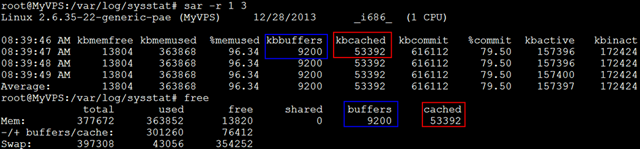 root@MyVPS:/var/log/sysstat# sar -r 1 3
Linux 2.6.35-22-generic-pae (MyVPS) 12/28/2013 _i686_ (1 CPU)
08:39:46 AM kbmemfree kbmemused %memused kbbuffers kbcached kbcommit %commit kbactive kbinact
08:39:47 AM 13804 363868 96.34 9200 53392 616112 79.50 157396 172424
08:39:48 AM 13804 363868 96.34 9200 53392 616112 79.50 157396 172424
08:39:49 AM 13804 363868 96.34 9200 53392 616112 79.50 157400 172424
Average: 13804 363868 96.34 9200 53392 616112 79.50 157397 172424
root@MyVPS:/var/log/sysstat# free
total used free shared buffers cached
Mem: 377672 363852 13820 0 9200 53392
-/+ buffers/cache: 301260 76412
Swap: 397308 43056 354252